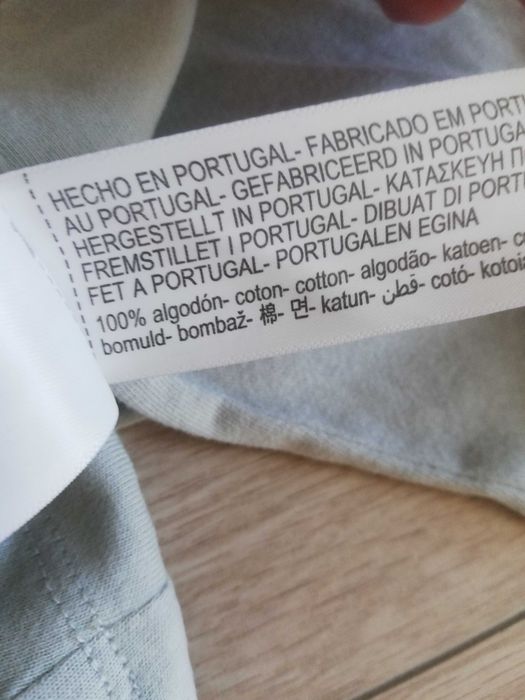 HECHO EN PORTUGAL- FABRICADO EM
AU PORTUGAL- GEFABRICEERD IN
HERGESTELLT IN PORTUGAL- ΚΑΤΑΣΚΕΥΗ
FREMSTILLET I PORTUGAL- DIBUAT DI
FET A PORTUGAL- PORTUGALEN EGINA
100% algodón- coton- cotton- algodão- katoen-
bomuld- bombaž- 棉- 면- katun- قطن- cotó-